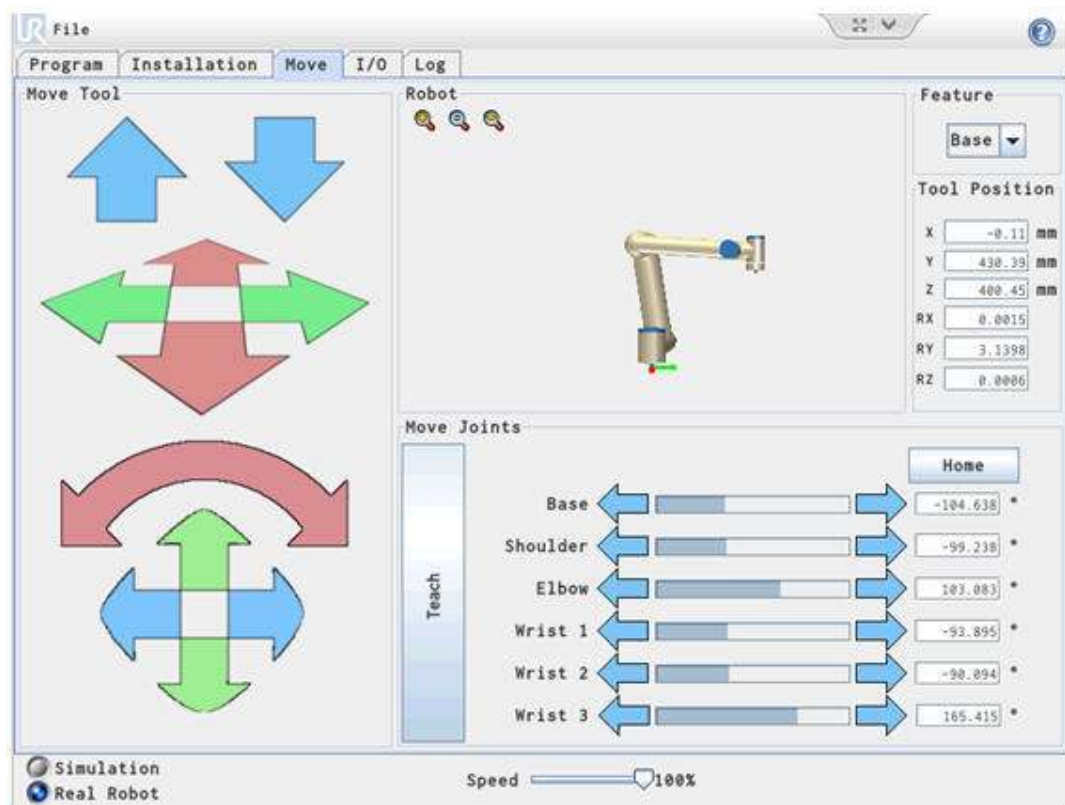 UR File
Program Installation Move I/O Log
Move Tool
Robot
Feature
Base
Tool Position
X -0.11 mm
Y 430.39 mm
Z 400.45 mm
RX 0.0015
RY 3.1398
RZ 0.0006
Move Joints
Teach
Home
Base -104.638 °
Shoulder -99.238 °
Elbow 103.083 °
Wrist 1 -93.895 °
Wrist 2 -90.094 °
Wrist 3 165.415 °
Simulation
Real Robot
Speed 100%